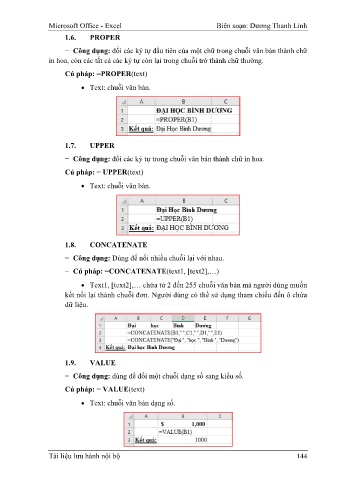 Microsoft Office - Excel Biên soạn: Dương Thanh Linh
1.6. PROPER
− Công dụng: đổi các ký tự đầu tiên của một chữ trong chuỗi văn bản thành chữ
in hoa, còn các tất cả các ký tự còn lại trong chuỗi trở thành chữ thường.
Cú pháp: =PROPER(text)
• Text: chuỗi văn bản.
A B C
1 ĐẠI HỌC BÌNH DƯƠNG
2 =PROPER(B1)
3 Kết quả: Đại Học Bình Dương
1.7. UPPER
− Công dụng: đổi các ký tự trong chuỗi văn bản thành chữ in hoa.
Cú pháp: = UPPER(text)
• Text: chuỗi văn bản.
A B C
1 Đại Học Bình Dương
2 =UPPER(B1)
3 Kết quả: ĐẠI HỌC BÌNH DƯƠNG
1.8. CONCATENATE
− Công dụng: Dùng để nối nhiều chuỗi lại với nhau.
− Cú pháp: =CONCATENATE(text1, [text2],…)
• Text1, [text2],… chứa từ 2 đến 255 chuỗi văn bản mà người dùng muốn
kết nối lại thành chuỗi đơn. Người dùng có thể sử dụng tham chiếu đến ô chứa
dữ liệu.
A B C D E F G
1 Đại học Bình Dương
2 =CONCATENATE(B1," ",C1," ",D1," ",E1)
3 =CONCATENATE("Đại ", "học ", "Bình ", "Dương")
4 Kết quả: Đại học Bình Dương
1.9. VALUE
− Công dụng: dùng để đổi một chuỗi dạng số sang kiểu số.
Cú pháp: = VALUE(text)
• Text: chuỗi văn bản dạng số.
A B C
1 $ 1,000
2 =VALUE(B1)
3 Kết quả: 1000
Tài liệu lưu hành nội bộ 144